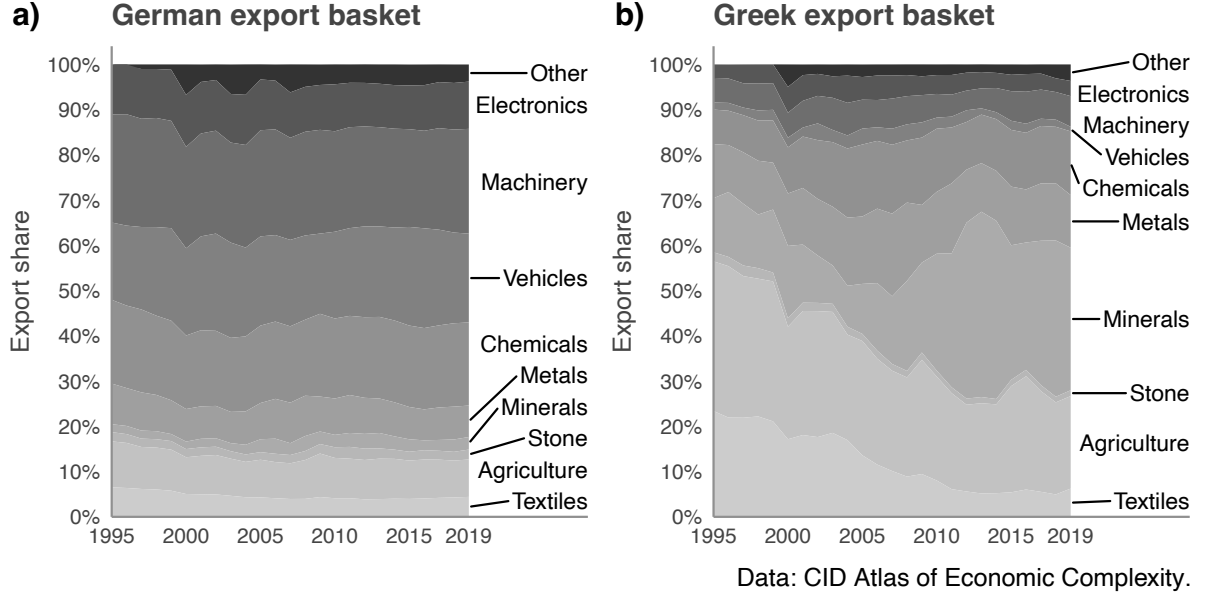 a) German export basket
100%
90%
80%
70%
60%
50%
40%
30%
20%
10%
0%
Export share
1995 2000 2005 2010 2015 2019
Other
Electronics
Machinery
Vehicles
Chemicals
Metals
Minerals
Stone
Agriculture
Textiles
b) Greek export basket
100%
90%
80%
70%
60%
50%
40%
30%
20%
10%
0%
Export share
1995 2000 2005 2010 2015 2019
Other
Electronics
Machinery
Vehicles
Chemicals
Metals
Minerals
Stone
Agriculture
Textiles
Data: CID Atlas of Economic Complexity.